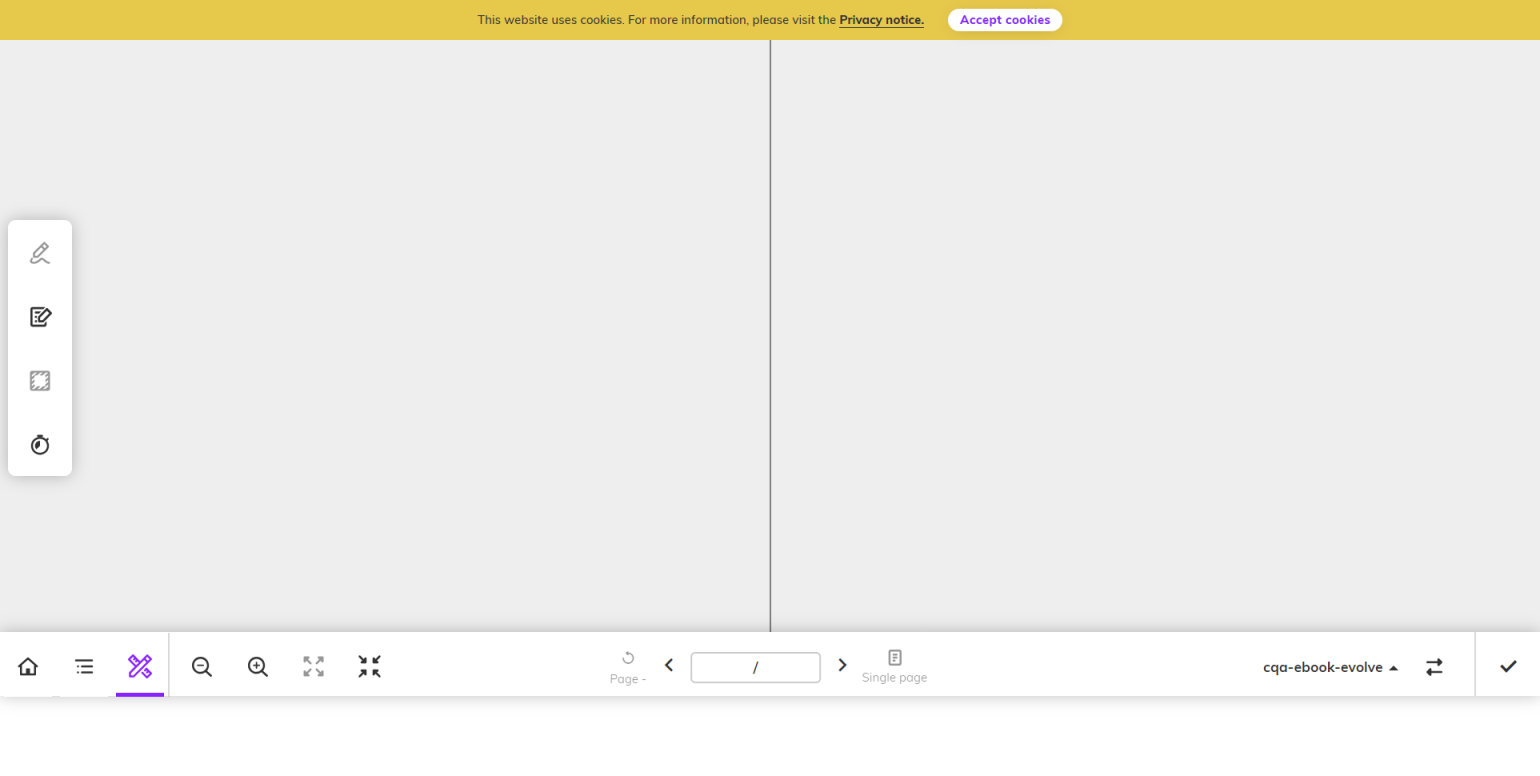 This website uses cookies. For more information, please visit the Privacy notice.
Accept cookies
Page -
/
Single page
cqa-ebook-evolve